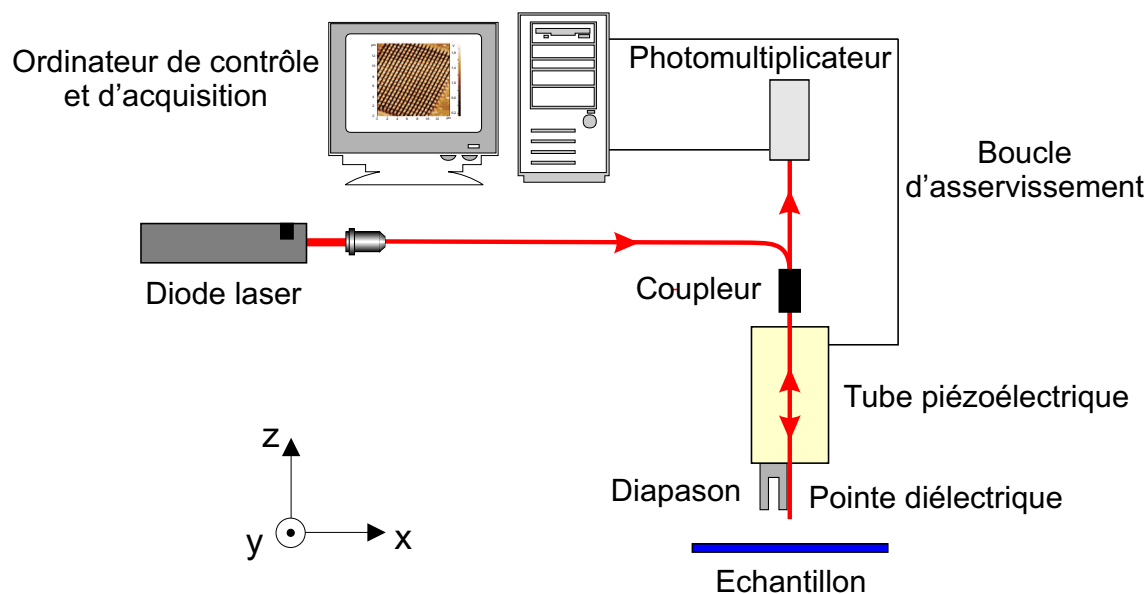 Ordinateur de contrôle
et d'acquisition
Photomultiplicateur
Boucle
d'asservissement
Diode laser
Coupleur
Tube piézoélectrique
Diapason
Pointe diélectrique
Echantillon
z
y
x